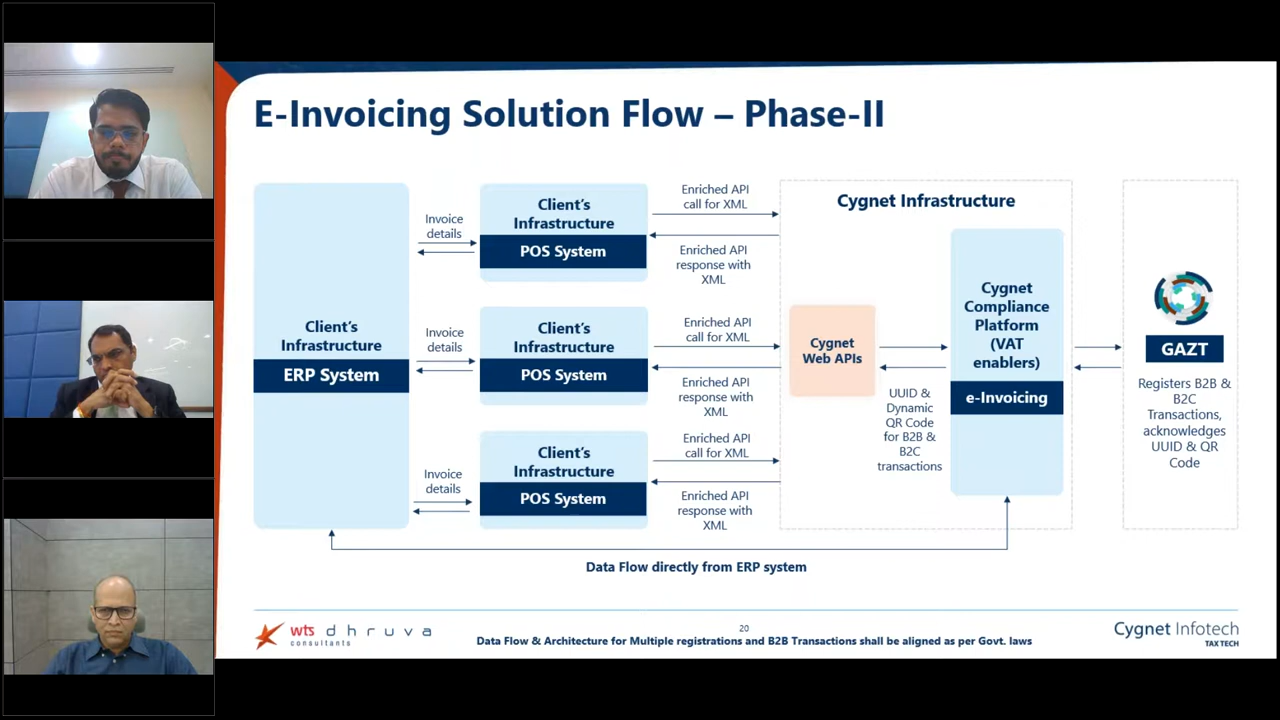 E-Invoicing Solution Flow – Phase-II
Client's
Infrastructure
ERP System
Invoice
details
Client's
Infrastructure
POS System
Enriched API
call for XML
Enriched API
response with
XML
Invoice
details
Client's
Infrastructure
POS System
Enriched API
call for XML
Enriched API
response with
XML
Invoice
details
Client's
Infrastructure
POS System
Enriched API
call for XML
Enriched API
response with
XML
Cygnet Infrastructure
Cygnet
Web APIs
UUID &
Dynamic
QR Code
for B2B &
B2C
transactions
Cygnet
Compliance
Platform
(VAT
enablers)
e-Invoicing
GAZT
Registers B2B &
B2C
Transactions,
acknowledges
UUID & QR
Code
Data Flow directly from ERP system
wts dhruva
consultants
20
Data Flow & Architecture for Multiple registrations and B2B Transactions shall be aligned as per Govt. laws
Cygnet Infotech
TAX TECH